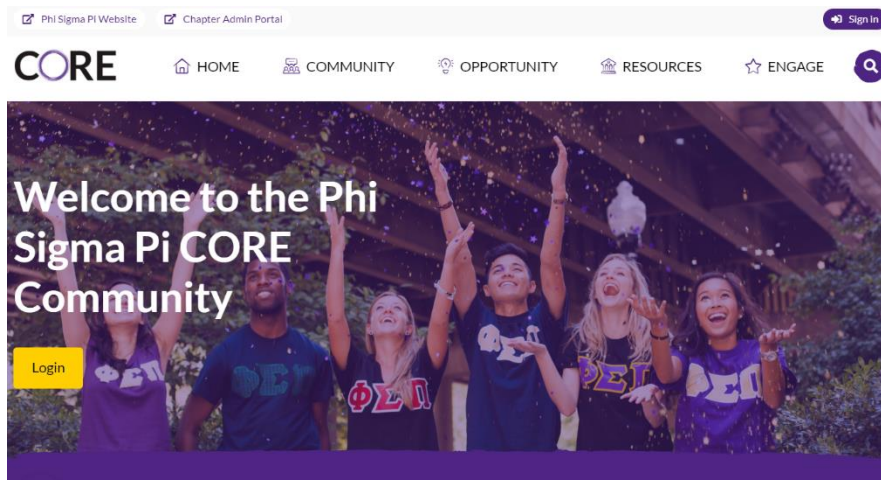 Phi Sigma Pi Website
Chapter Admin Portal
Sign in
CORE
HOME
COMMUNITY
OPPORTUNITY
RESOURCES
ENGAGE
Welcome to the Phi
Sigma Pi CORE
Community
Login
ΦΣΠ
ΦΣΠ
ΦΣΠ
ΦΣΠ
ΦΣΠ
ΦΣΠ